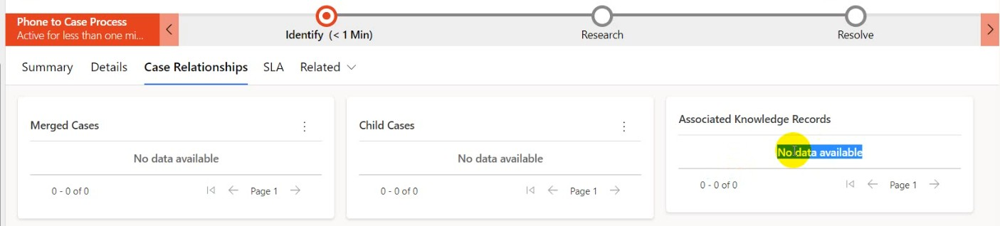 Phone to Case Process
Active for less than one mi...
Identify (< 1 Min)
Research
Resolve
Summary Details Case Relationships SLA Related
Merged Cases
No data available
0 - 0 of 0 Page 1
Child Cases
No data available
0 - 0 of 0 Page 1
Associated Knowledge Records
No data available
0 - 0 of 0 Page 1